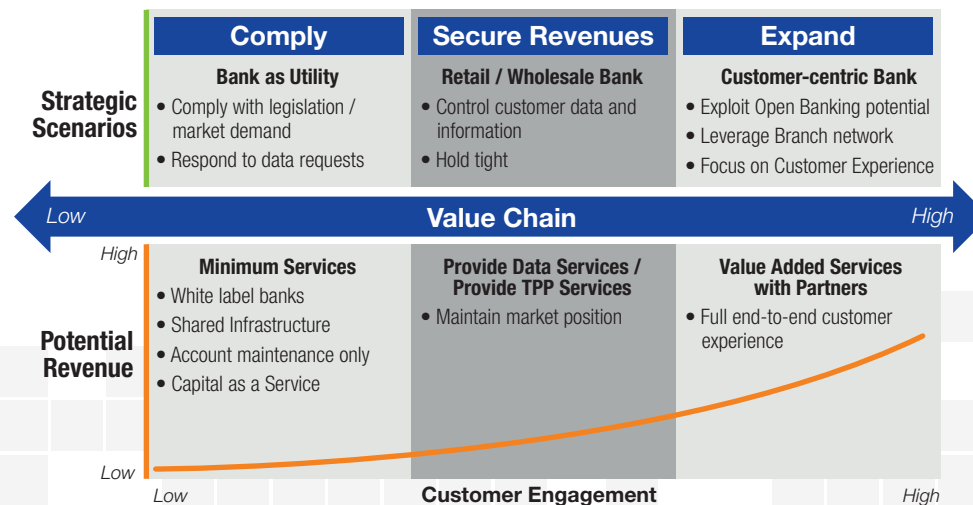 Comply
Secure Revenues
Expand
Strategic
Scenarios
Bank as Utility
• Comply with legislation /
market demand
• Respond to data requests
Retail / Wholesale Bank
• Control customer data and
information
• Hold tight
Customer-centric Bank
• Exploit Open Banking potential
• Leverage Branch network
• Focus on Customer Experience
Low
Value Chain
High
High
Potential
Revenue
Low
Minimum Services
• White label banks
• Shared Infrastructure
• Account maintenance only
• Capital as a Service
Provide Data Services /
Provide TPP Services
• Maintain market position
Value Added Services
with Partners
• Full end-to-end customer
experience
Low
Customer Engagement
High